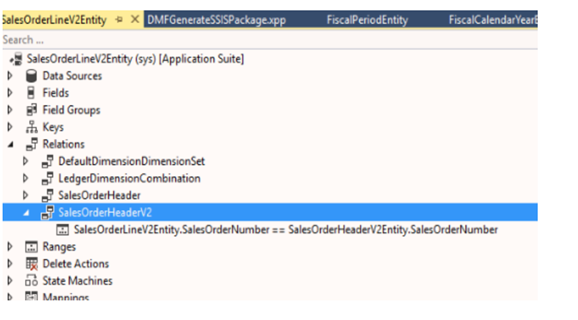 SalesOrderLineV2Entity DMFGenerateSSISPackage.xpp FiscalPeriodEntity FiscalCalendarYearE
Search ...
SalesOrderLineV2Entity (sys) [Application Suite]
Data Sources
Fields
Field Groups
Keys
Relations
DefaultDimensionDimensionSet
LedgerDimensionCombination
SalesOrderHeader
SalesOrderHeaderV2
SalesOrderLineV2Entity.SalesOrderNumber == SalesOrderHeaderV2Entity.SalesOrderNumber
Ranges
Delete Actions
State Machines
Mappings